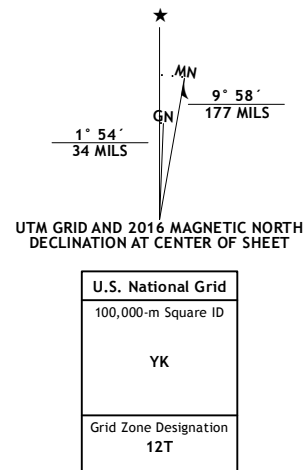 ★
MN
GN
9° 58´
177 MILS
1° 54´
34 MILS
UTM GRID AND 2016 MAGNETIC NORTH
DECLINATION AT CENTER OF SHEET
U.S. National Grid
100,000-m Square ID
YK
Grid Zone Designation
12T